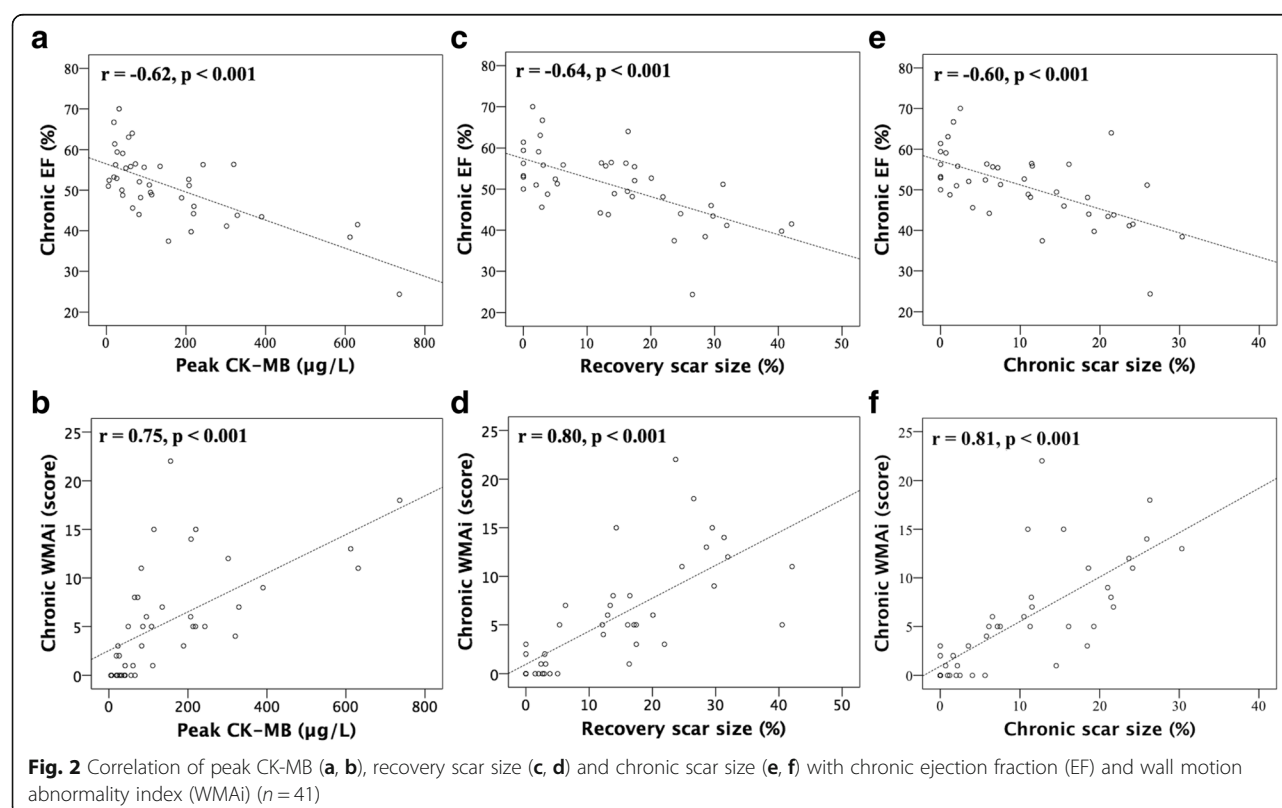 a
r = -0.62, p < 0.001
Chronic EF (%)
80
70
60
50
40
30
20
0 200 400 600 800
Peak CK-MB (µg/L)
c
r = -0.64, p < 0.001
Chronic EF (%)
80
70
60
50
40
30
20
0 10 20 30 40 50
Recovery scar size (%)
e
r = -0.60, p < 0.001
Chronic EF (%)
80
70
60
50
40
30
20
0 10 20 30 40
Chronic scar size (%)
b
r = 0.75, p < 0.001
Chronic WMAi (score)
25
20
15
10
5
0
0 200 400 600 800
Peak CK-MB (µg/L)
d
r = 0.80, p < 0.001
Chronic WMAi (score)
25
20
15
10
5
0
0 10 20 30 40 50
Recovery scar size (%)
f
r = 0.81, p < 0.001
Chronic WMAi (score)
25
20
15
10
5
0
0 10 20 30 40
Chronic scar size (%)
Fig. 2 Correlation of peak CK-MB (a, b), recovery scar size (c, d) and chronic scar size (e, f) with chronic ejection fraction (EF) and wall motion
abnormality index (WMAi) (n = 41)